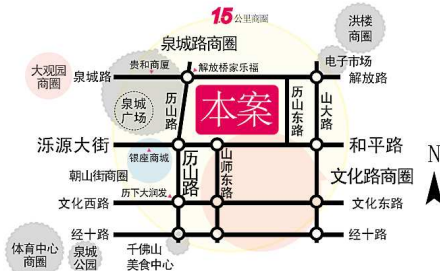 1.5公里商圈
洪楼
商圈
泉城路商圈
电子市场
贵和商厦
解放桥家乐福
大观园
商圈
泉城路
解放路
泉城
广场
历山路
本案
历山东路
山大路
泺源大街
和平路
N
银座商城
历山路
山师东路
朝山街商圈
文化路商圈
历下大润发
文化西路
文化东路
经十路
经十路
体育中心
商圈
泉城
公园
千佛山
美食中心